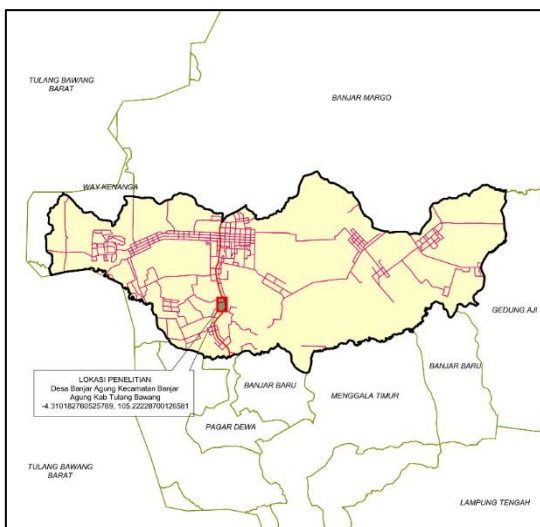 TULANG BAWANG
BARAT
BANJAR MARGO
WAY KENANGA
GEDUNG AJI
LOKASI PENELITIAN
Desa Banjar Agung Kecamatan Banjar
Agung Kab Tulang Bawang
-4.310182760525769, 105.22228700126581
BANJAR BARU
BANJAR BARU
MENGGALA TIMUR
PAGAR DEWA
TULANG BAWANG
BARAT
LAMPUNG TENGAH